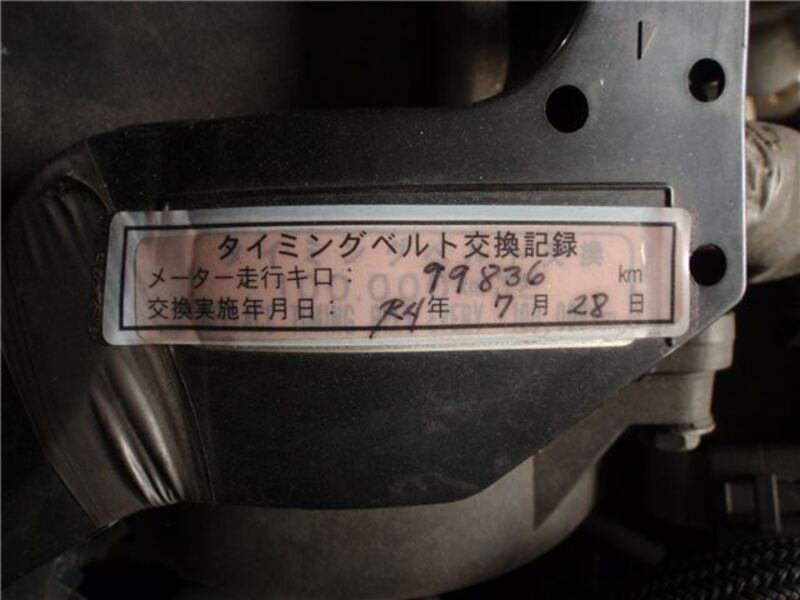 タイミングベルト交換記録
メーター走行キロ： 99836 km
交換実施年月日： R4年 7月 28日